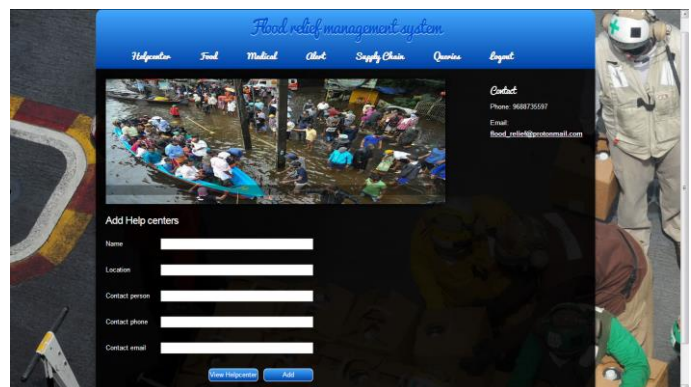 Flood relief management system
Helpcenter Food Medical Alert Supply Chain Queries Logout
Contact
Phone: 9688735597
Email:
flood_relief@protonmail.com
Add Help centers
Name
Location
Contact person
Contact phone
Contact email
View Helpcenter Add